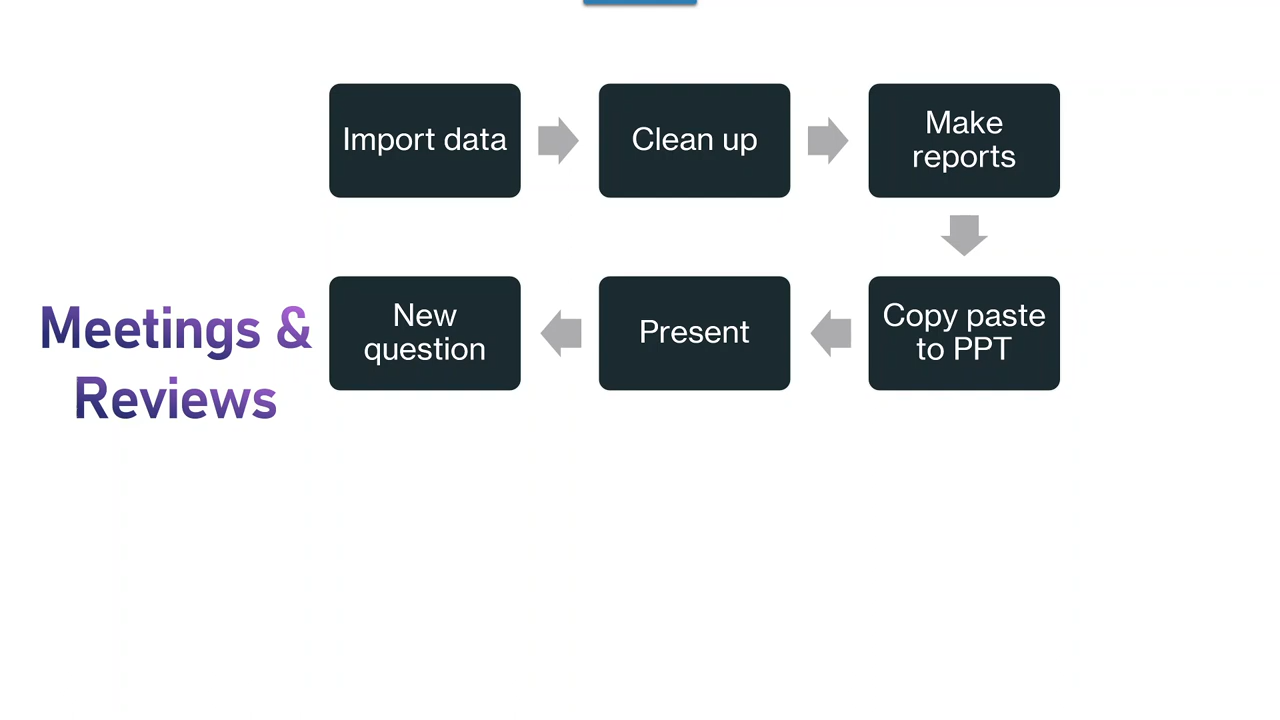 Import data
Clean up
Make
reports
Meetings &
Reviews
New
question
Present
Copy paste
to PPT